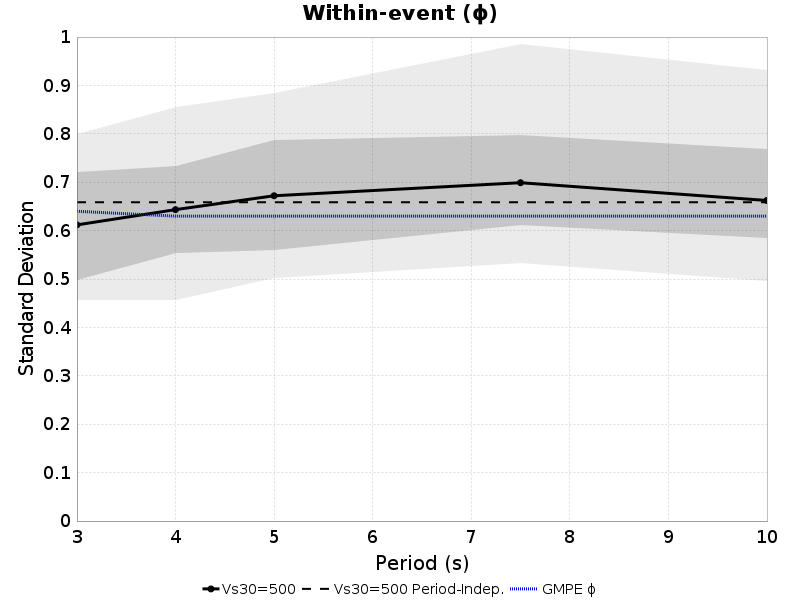 Within-event (ϕ)
Standard Deviation
1
0.9
0.8
0.7
0.6
0.5
0.4
0.3
0.2
0.1
0
3 4 5 6 7 8 9 10
Period (s)
Vs30=500 Vs30=500 Period-Indep. GMPE ϕ